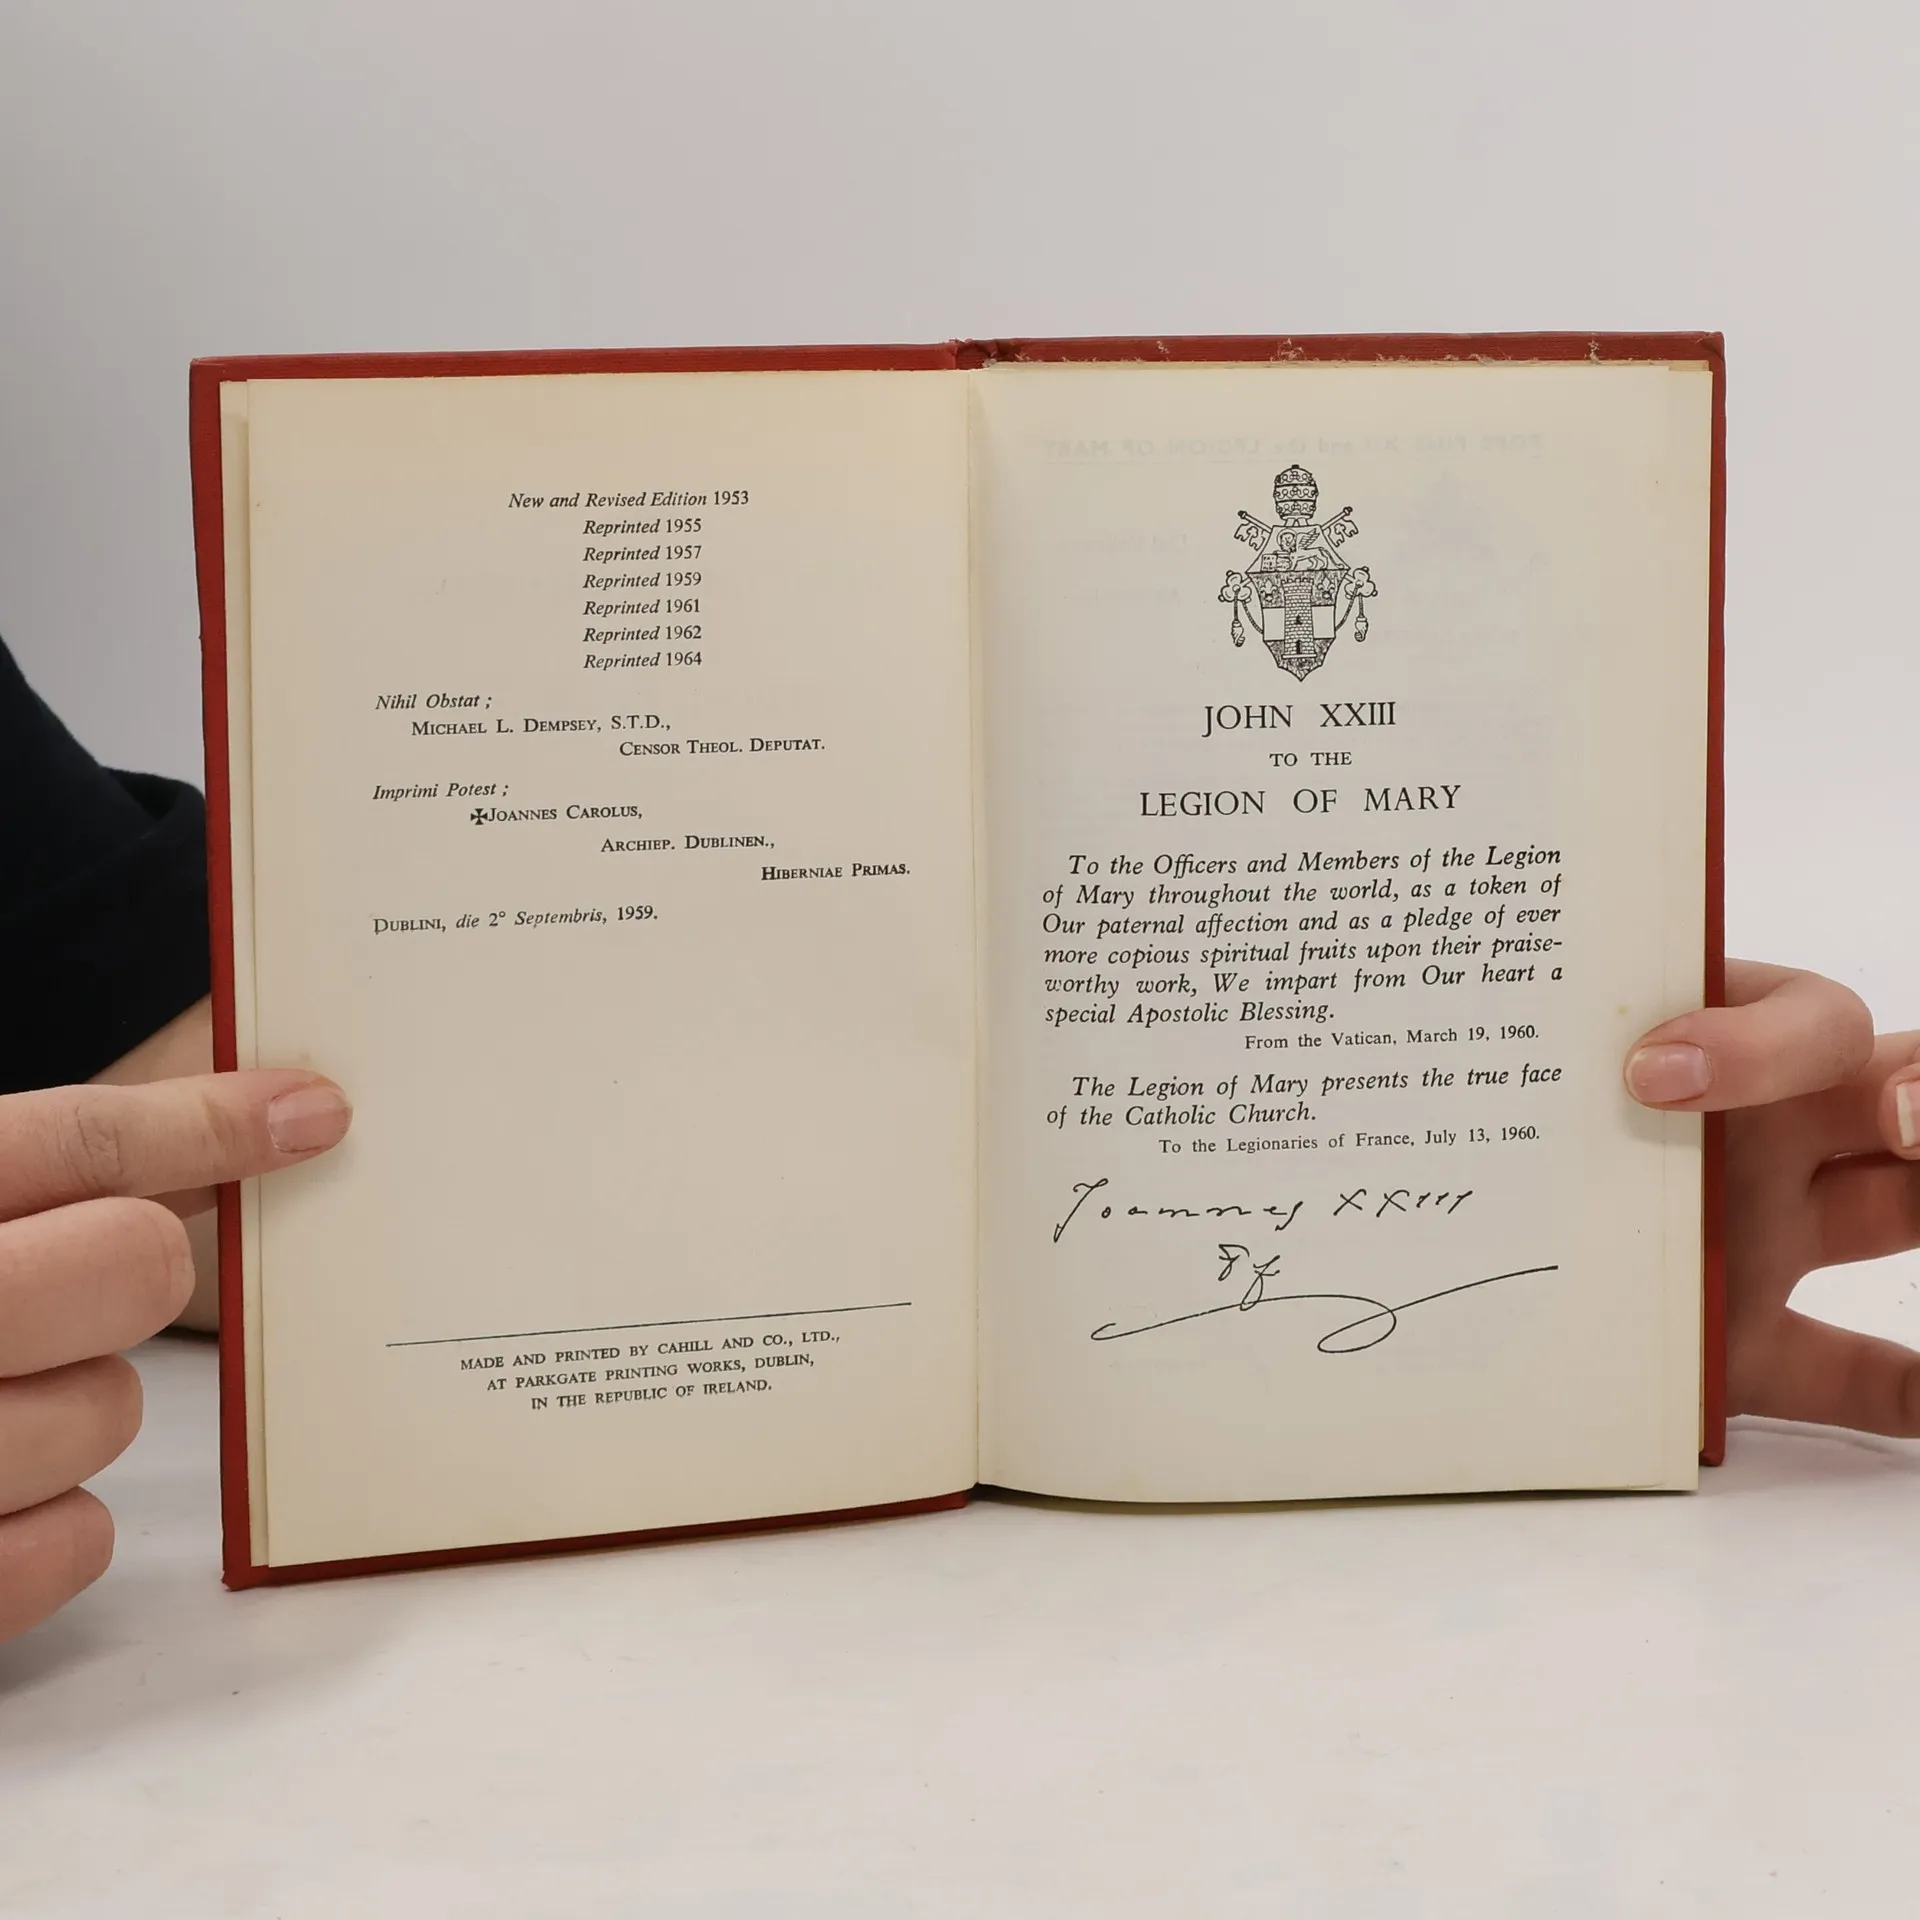 New and Revised Edition 1953
Reprinted 1955
Reprinted 1957
Reprinted 1959
Reprinted 1961
Reprinted 1962
Reprinted 1964
Nihil Obstat ;
MICHAEL L. DEMPSEY, S.T.D.,
CENSOR THEOL. DEPUTAT.
Imprimi Potest ;
✠JOANNES CAROLUS,
ARCHIEP. DUBLINEN.,
HIBERNIAE PRIMAS.
DUBLINI, die 2° Septembris, 1959.
MADE AND PRINTED BY CAHILL AND CO., LTD.,
AT PARKGATE PRINTING WORKS, DUBLIN,
IN THE REPUBLIC OF IRELAND.
JOHN XXIII
TO THE
LEGION OF MARY
To the Officers and Members of the Legion
of Mary throughout the world, as a token of
Our paternal affection and as a pledge of ever
more copious spiritual fruits upon their praise-
worthy work, We impart from Our heart a
special Apostolic Blessing.
From the Vatican, March 19, 1960.
The Legion of Mary presents the true face
of the Catholic Church.
To the Legionaries of France, July 13, 1960.
Joannes XXIII